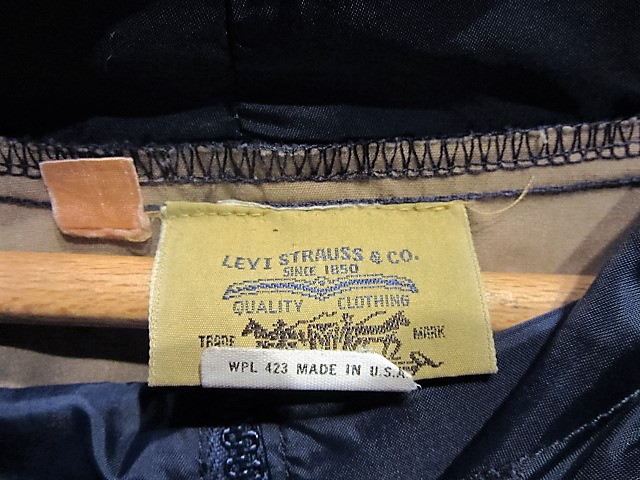 LEVI STRAUSS & CO.
SINCE 1850
QUALITY CLOTHING
TRADE MARK
WPL 423 MADE IN U.S.A.